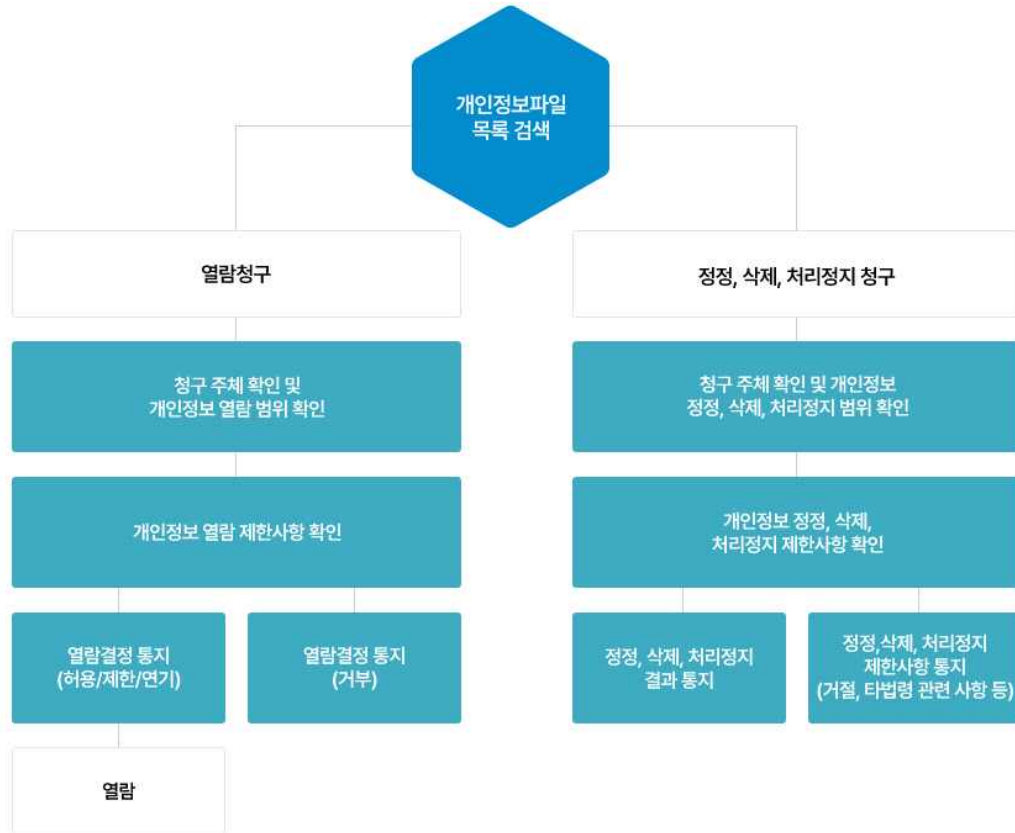 개인정보파일
목록 검색
열람청구
정정, 삭제, 처리정지 청구
청구 주체 확인 및
개인정보 열람 범위 확인
청구 주체 확인 및 개인정보
정정, 삭제, 처리정지 범위 확인
개인정보 열람 제한사항 확인
개인정보 정정, 삭제,
처리정지 제한사항 확인
열람결정 통지
(허용/제한/연기)
열람결정 통지
(거부)
정정, 삭제, 처리정지
결과 통지
정정,삭제, 처리정지
제한사항 통지
(거절, 타법령 관련 사항 등)
열람